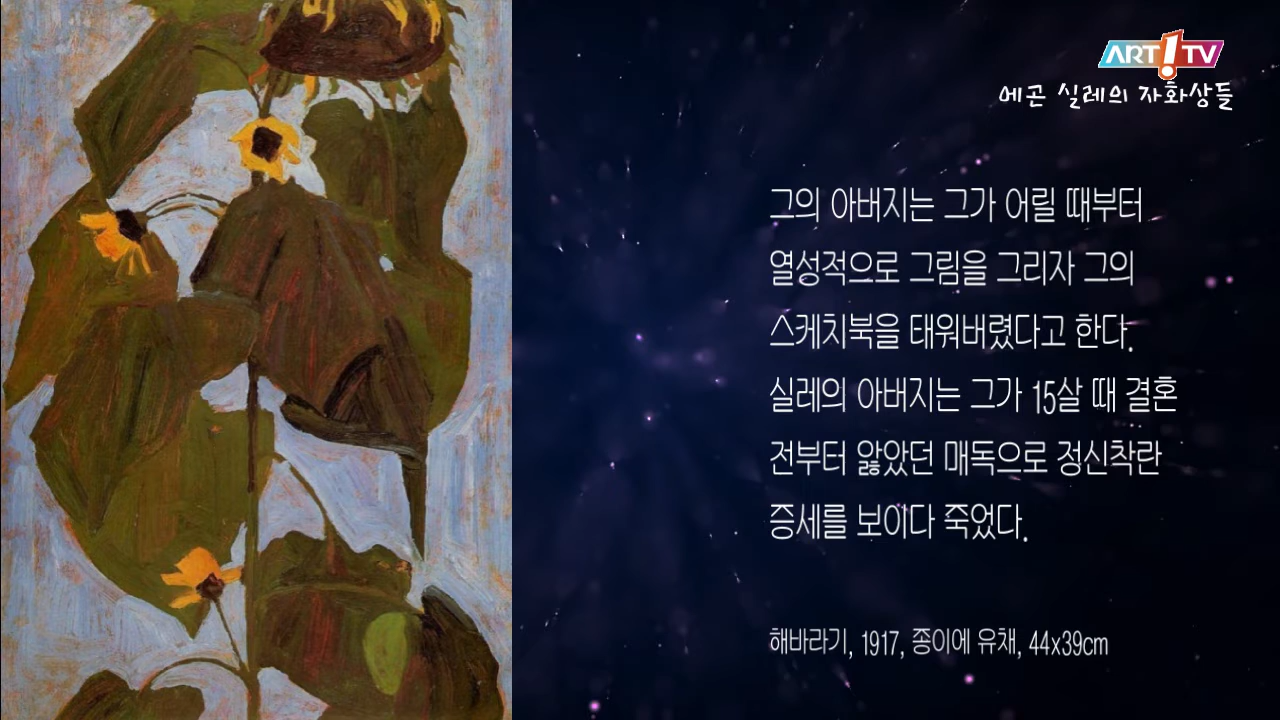 ART!TV
에곤 실레의 자화상들
그의 아버지는 그가 어릴 때부터
열성적으로 그림을 그리자 그의
스케치북을 태워버렸다고 한다.
실레의 아버지는 그가 15살 때 결혼
전부터 앓았던 매독으로 정신착란
증세를 보이다 죽었다.
해바라기, 1917, 종이에 유채, 44x39cm